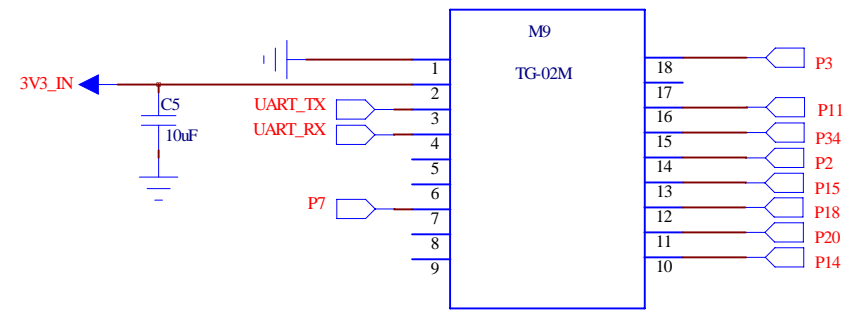 M9
TG-02M
3V3_IN
C5
10uF
UART_TX
UART_RX
P7
1
2
3
4
5
6
7
8
9
18
17
16
15
14
13
12
11
10
P3
P11
P34
P2
P15
P18
P20
P14